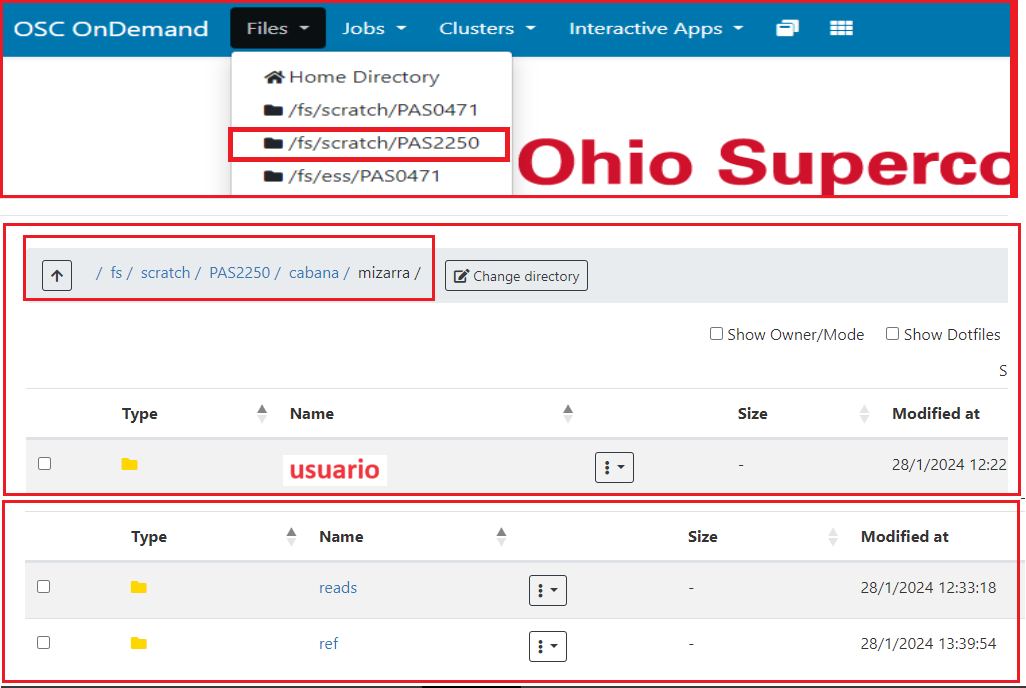 OSC OnDemand Files Jobs Clusters Interactive Apps
Home Directory
/fs/scratch/PAS0471
/fs/scratch/PAS2250
/fs/ess/PAS0471
Ohio Superco
/ fs / scratch / PAS2250 / cabana / mizarra / Change directory
Show Owner/Mode Show Dotfiles
S
Type Name Size Modified at
usuario - 28/1/2024 12:22
Type Name Size Modified at
reads - 28/1/2024 12:33:18
ref - 28/1/2024 13:39:54